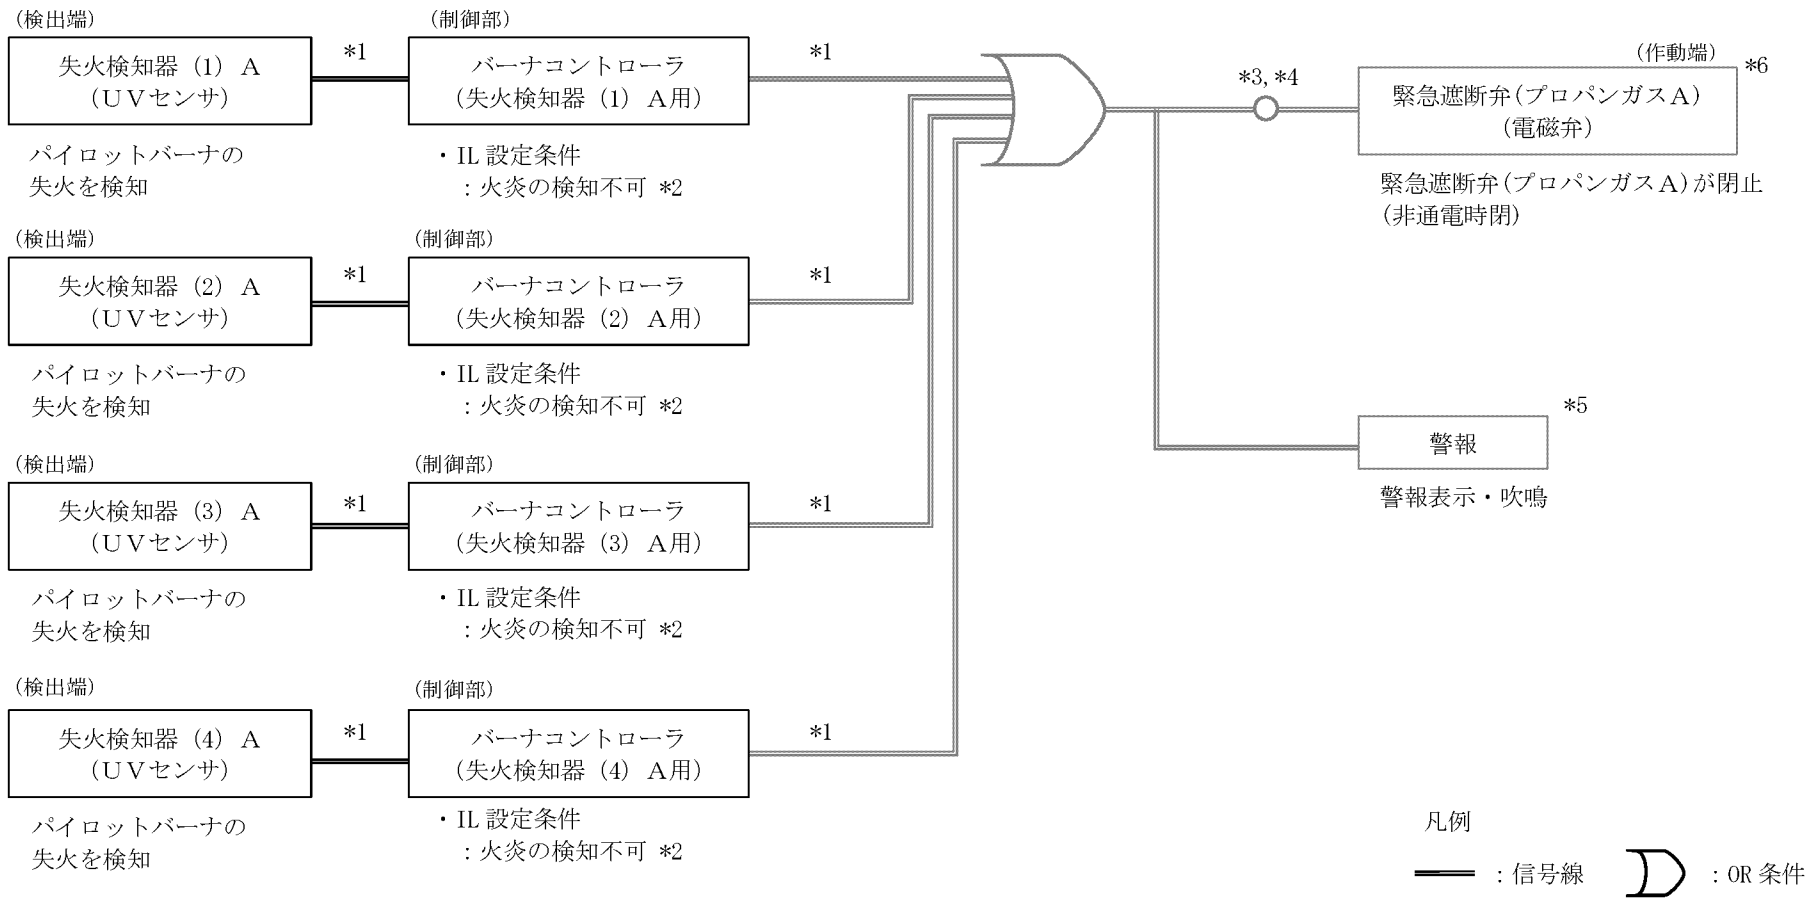 (検出端)
失火検知器 (1) A
(UVセンサ)
パイロットバーナの
失火を検知
*1
(制御部)
バーナコントローラ
(失火検知器 (1) A用)
・IL 設定条件
：火炎の検知不可 *2
*1
(検出端)
失火検知器 (2) A
(UVセンサ)
パイロットバーナの
失火を検知
*1
(制御部)
バーナコントローラ
(失火検知器 (2) A用)
・IL 設定条件
：火炎の検知不可 *2
*1
(検出端)
失火検知器 (3) A
(UVセンサ)
パイロットバーナの
失火を検知
*1
(制御部)
バーナコントローラ
(失火検知器 (3) A用)
・IL 設定条件
：火炎の検知不可 *2
*1
(検出端)
失火検知器 (4) A
(UVセンサ)
パイロットバーナの
失火を検知
*1
(制御部)
バーナコントローラ
(失火検知器 (4) A用)
・IL 設定条件
：火炎の検知不可 *2
*1
*3, *4
(作動端)
*6
緊急遮断弁(プロパンガスA)
(電磁弁)
緊急遮断弁(プロパンガスA)が閉止
(非通電時閉)
*5
警報
警報表示・吹鳴
凡例
：信号線
：OR 条件